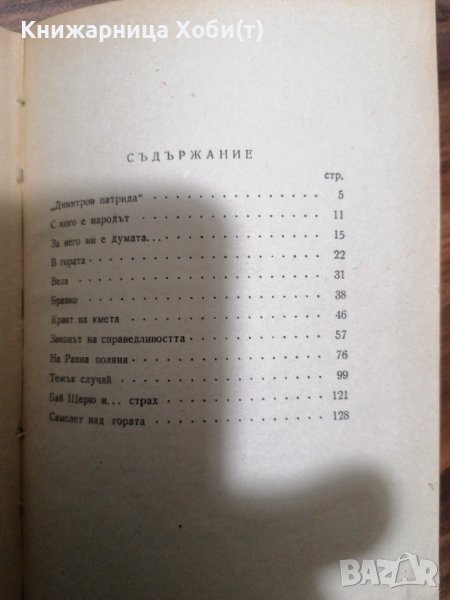 Книжарница Хоби(т)
СЪДЪРЖАНИЕ
стр.
„Димитров патрида“ 5
С кого е народът 11
За него ми е думата... 15
В гората 22
Вела 31
Бранко 38
Краят на кмета 46
Законът на справедливостта 57
На Равна поляна 76
Тежък случай 99
Бай Щерю и... страх 121
Самолет над гората 128
BAZAR